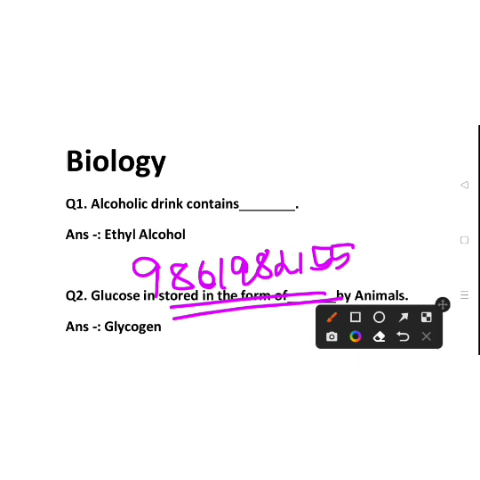 Biology
Q1. Alcoholic drink contains________.
Ans -: Ethyl Alcohol
9861982155
Q2. Glucose in stored in the form of_______by Animals.
Ans -: Glycogen